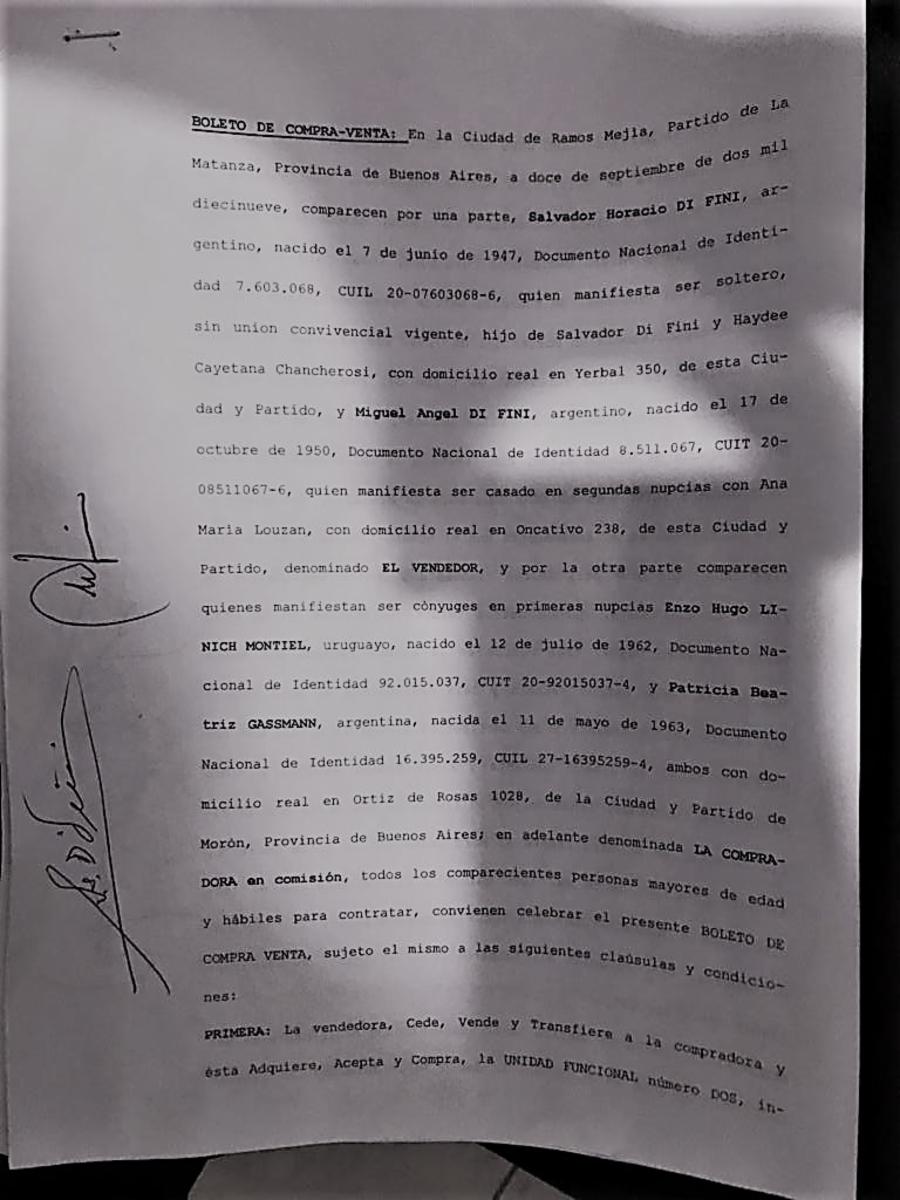 BOLETO DE COMPRA-VENTA: En la Ciudad de Ramos Mejia, Partido de La
Matanza, Provincia de Buenos Aires, a doce de septiembre de dos mil
diecinueve, comparecen por una parte, Salvador Horacio DI FINI, ar-
gentino, nacido el 7 de junio de 1947, Documento Nacional de Identi-
dad 7.603.068, CUIL 20-07603068-6, quien manifiesta ser soltero,
sin union convivencial vigente, hijo de Salvador Di Fini y Haydee
Cayetana Chancherosi, con domicilio real en Yerbal 350, de esta Ciu-
dad y Partido, y Miguel Angel DI FINI, argentino, nacido el 17 de
octubre de 1950, Documento Nacional de Identidad 8.511.067, CUIT 20-
08511067-6, quien manifiesta ser casado en segundas nupcias con Ana
Maria Louzan, con domicilio real en Oncativo 238, de esta Ciudad y
Partido, denominado EL VENDEDOR, y por la otra parte comparecen
quienes manifiestan ser cònyuges en primeras nupcias Enzo Hugo LI-
NICH MONTIEL, uruguayo, nacido el 12 de julio de 1962, Documento Na-
cional de Identidad 92.015.037, CUIT 20-92015037-4, y Patricia Bea-
triz GASSMANN, argentina, nacida el 11 de mayo de 1963, Documento
Nacional de Identidad 16.395.259, CUIL 27-16395259-4, ambos con do-
micilio real en Ortiz de Rosas 1028, de la Ciudad y Partido de
Morón, Provincia de Buenos Aires; en adelante denominada LA COMPRA-
DORA en comisión, todos los comparecientes personas mayores de edad
y hábiles para contratar, convienen celebrar el presente BOLETO DE
COMPRA VENTA, sujeto el mismo a las siguientes claúsulas y condicio-
nes:
PRIMERA: La vendedora, Cede, Vende y Transfiere a la compradora y
ésta Adquiere, Acepta y Compra, la UNIDAD FUNCIONAL número DOS, in-